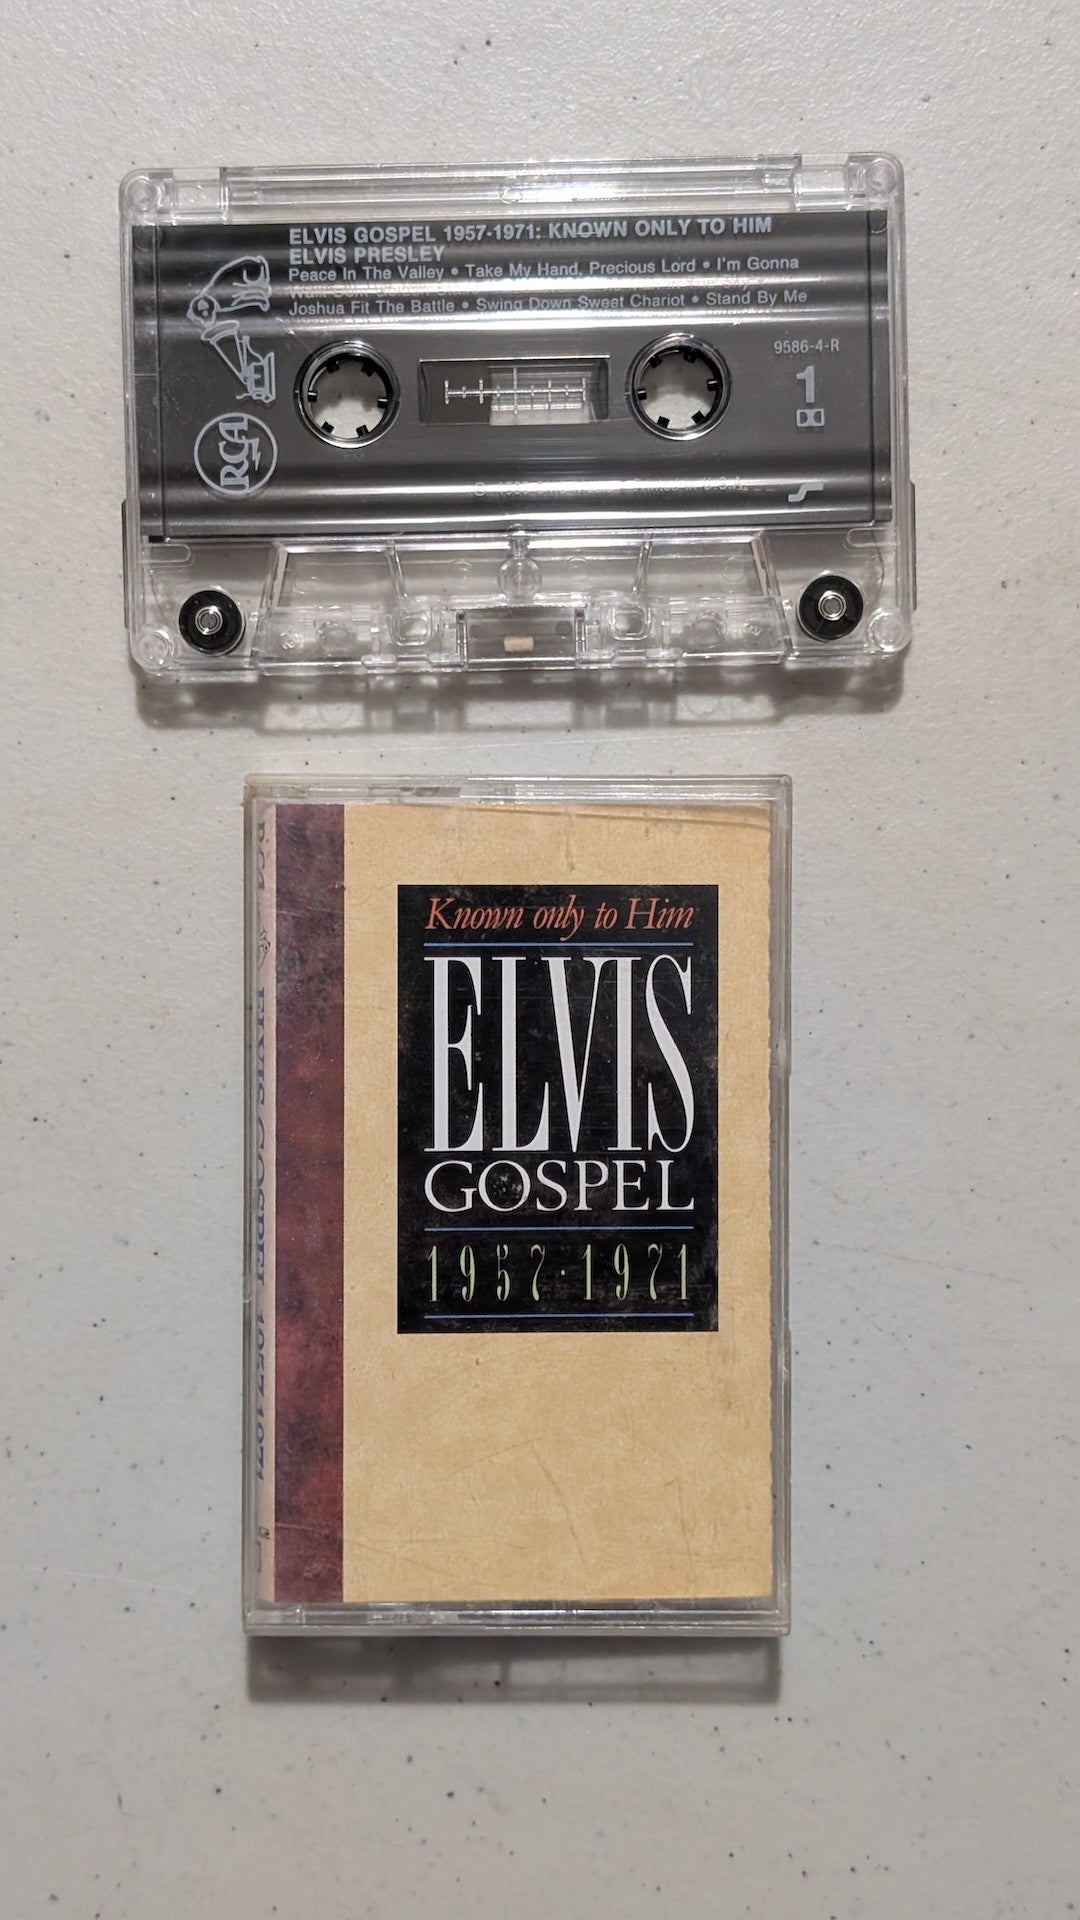 ELVIS GOSPEL 1957-1971: KNOWN ONLY TO HIM
ELVIS PRESLEY
Peace In The Valley • Take My Hand, Precious Lord • I'm Gonna
Walk
Joshua Fit The Battle • Swing Down Sweet Chariot • Stand By Me
9586-4-R
1
RCA
U.S.A.
Known only to Him
ELVIS
GOSPEL
1957·1971
RCA ELVIS GOSPEL 1957-1971